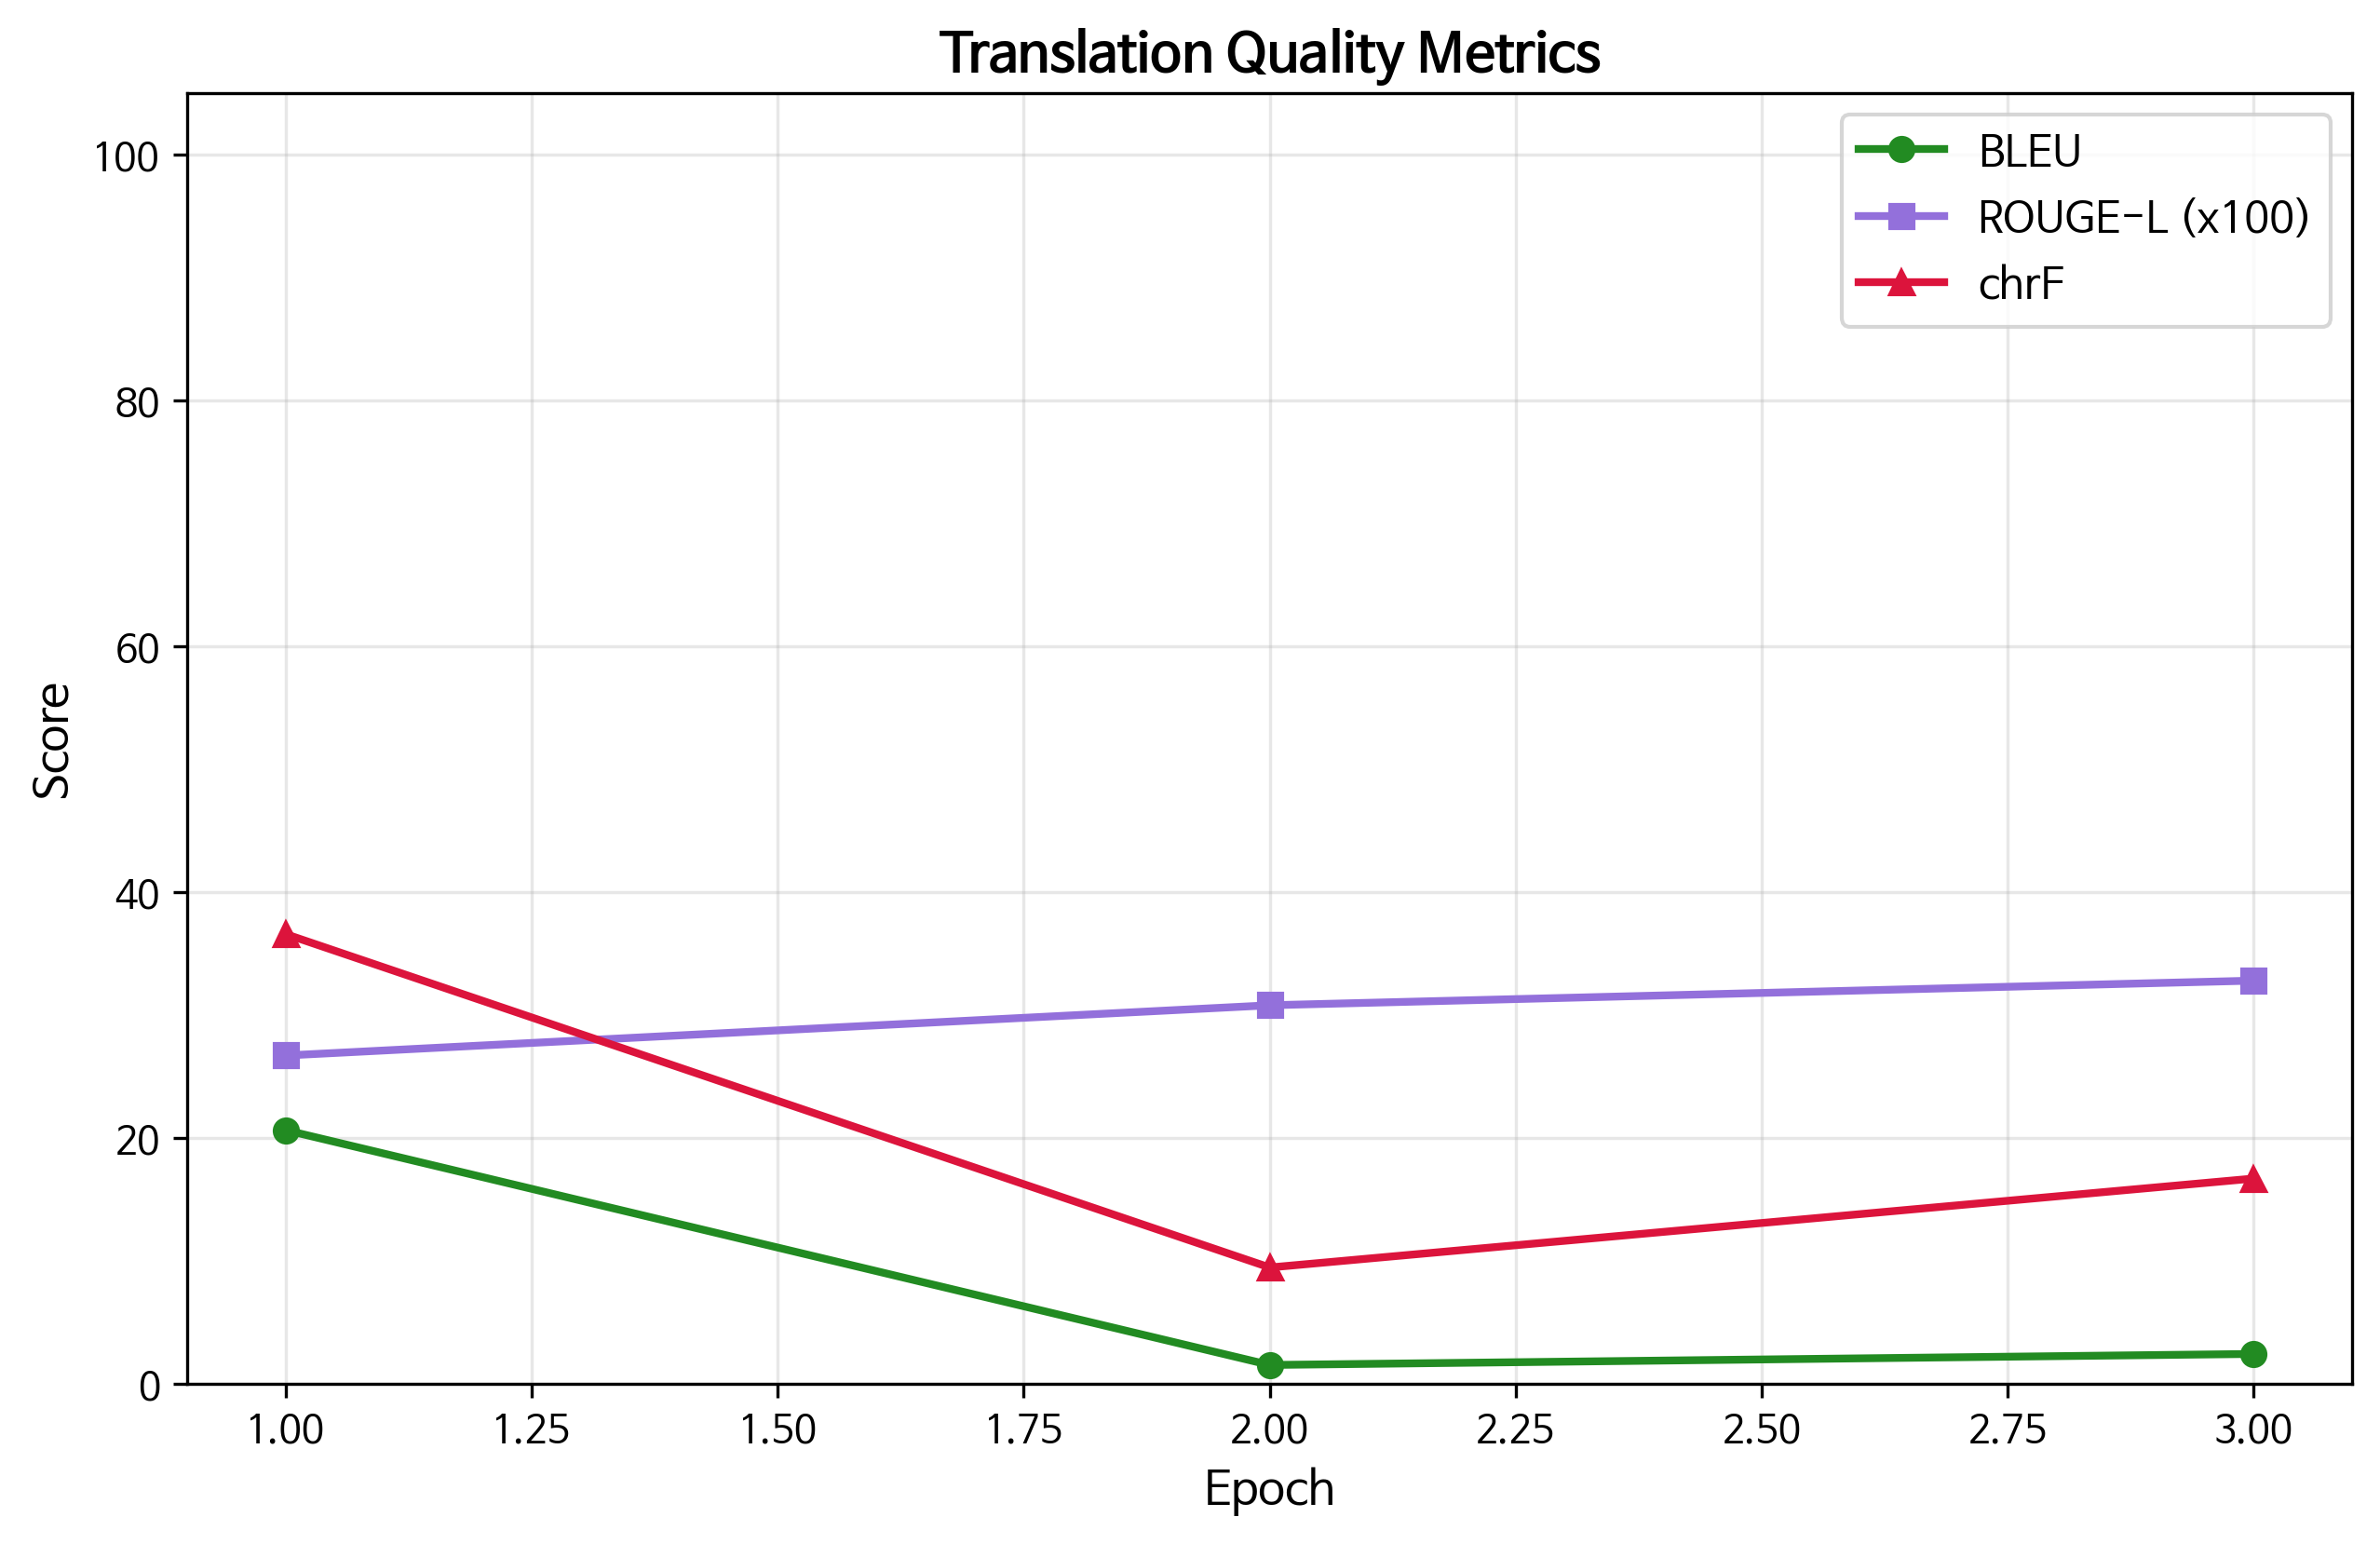 Translation Quality Metrics
BLEU
ROUGE-L (x100)
chrF
Score
100
80
60
40
20
0
1.00 1.25 1.50 1.75 2.00 2.25 2.50 2.75 3.00
Epoch